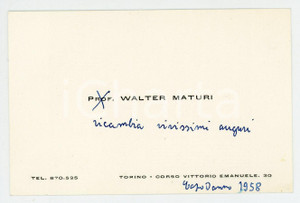 Prof. WALTER MATURI
ricambia vivissimi auguri
TEL. 870.525 TORINO - CORSO VITTORIO EMANUELE, 30
Capodanno 1958